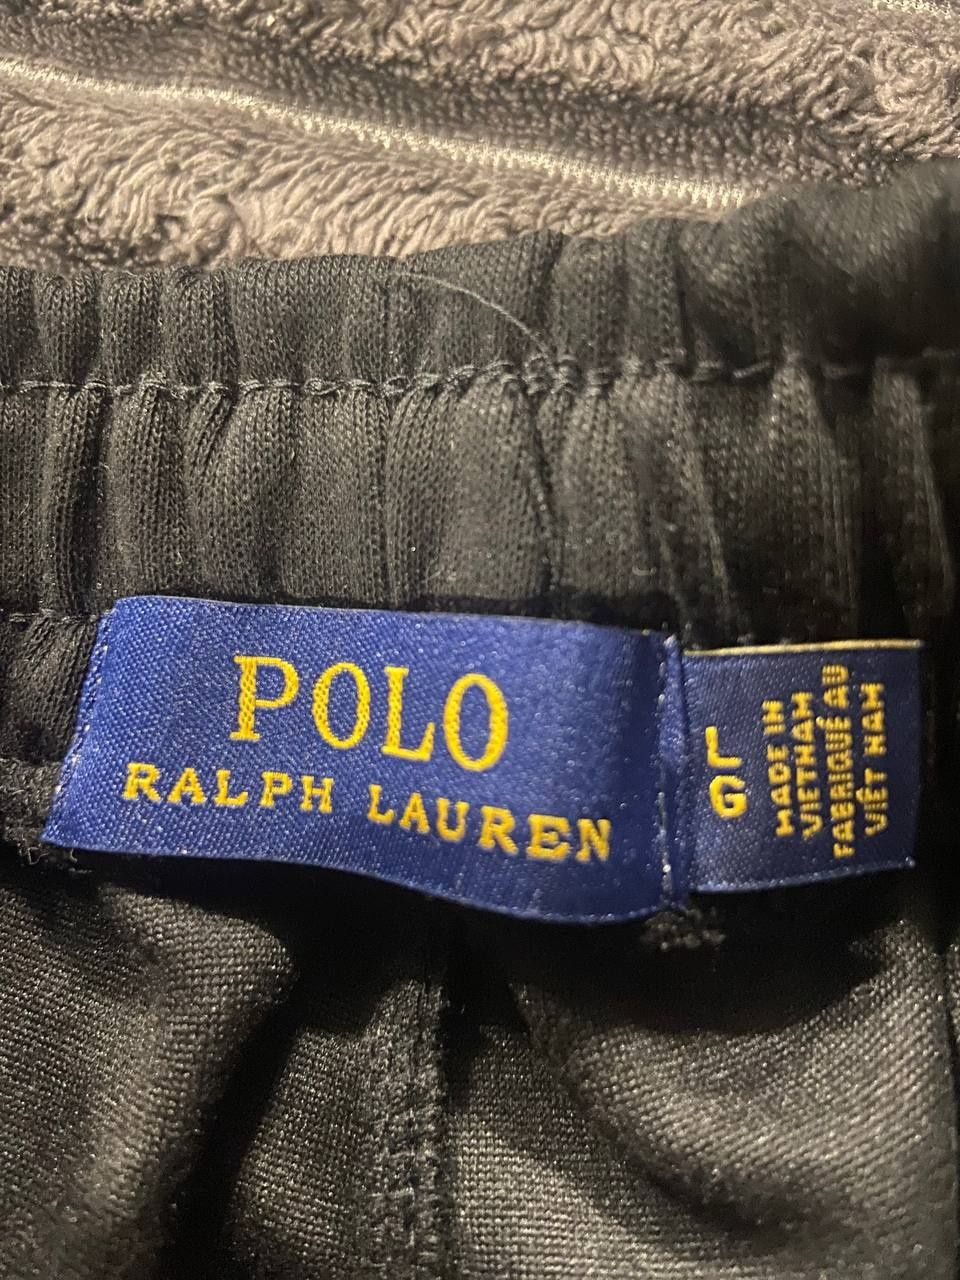 POLO
RALPH LAUREN
L
G
MADE IN
VIETNAM
FABRIQUÉ AU
VIÊT NAM